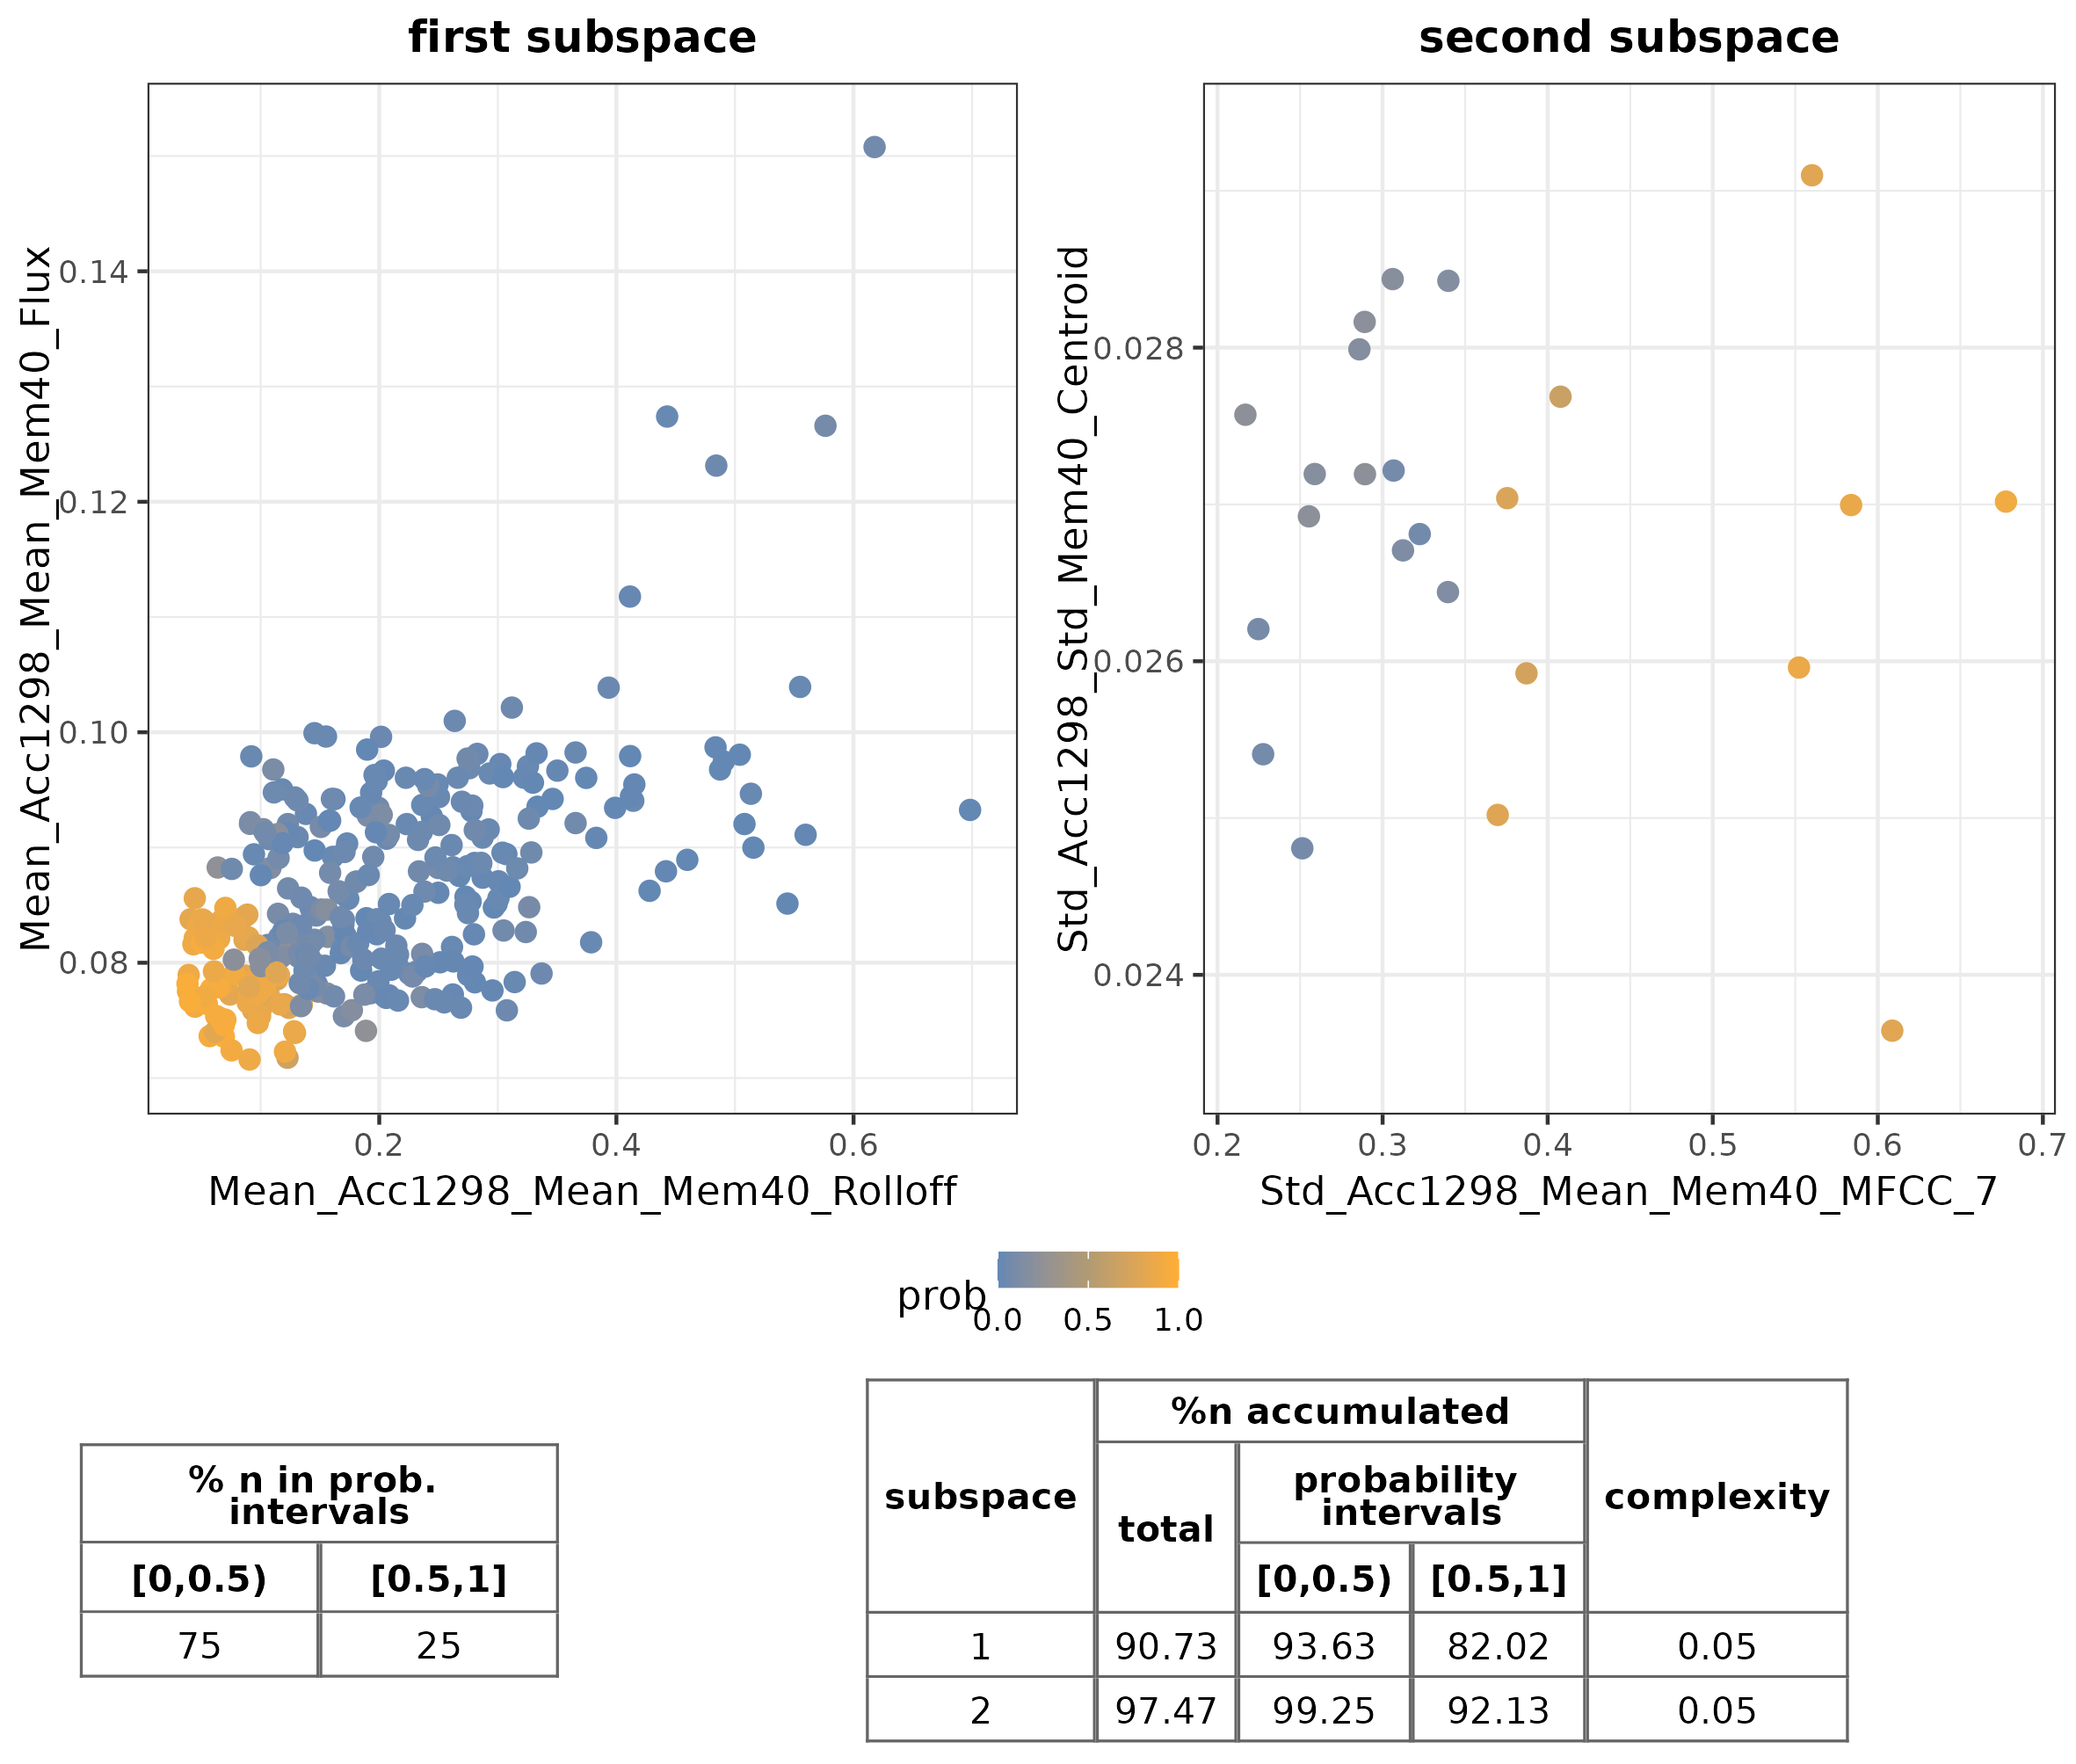 first subspace
second subspace
Mean_Acc1298_Mean_Mem40_Flux
0.14
0.12
0.10
0.08
0.2 0.4 0.6
Mean_Acc1298_Mean_Mem40_Rolloff
Std_Acc1298_Std_Mem40_Centroid
0.028
0.026
0.024
0.2 0.3 0.4 0.5 0.6 0.7
Std_Acc1298_Mean_Mem40_MFCC_7
prob
0.0 0.5 1.0
% n in prob.
intervals
[0,0.5) [0.5,1]
75 25
%n accumulated
subspace
total
probability
intervals
complexity
[0,0.5) [0.5,1]
1 90.73 93.63 82.02 0.05
2 97.47 99.25 92.13 0.05